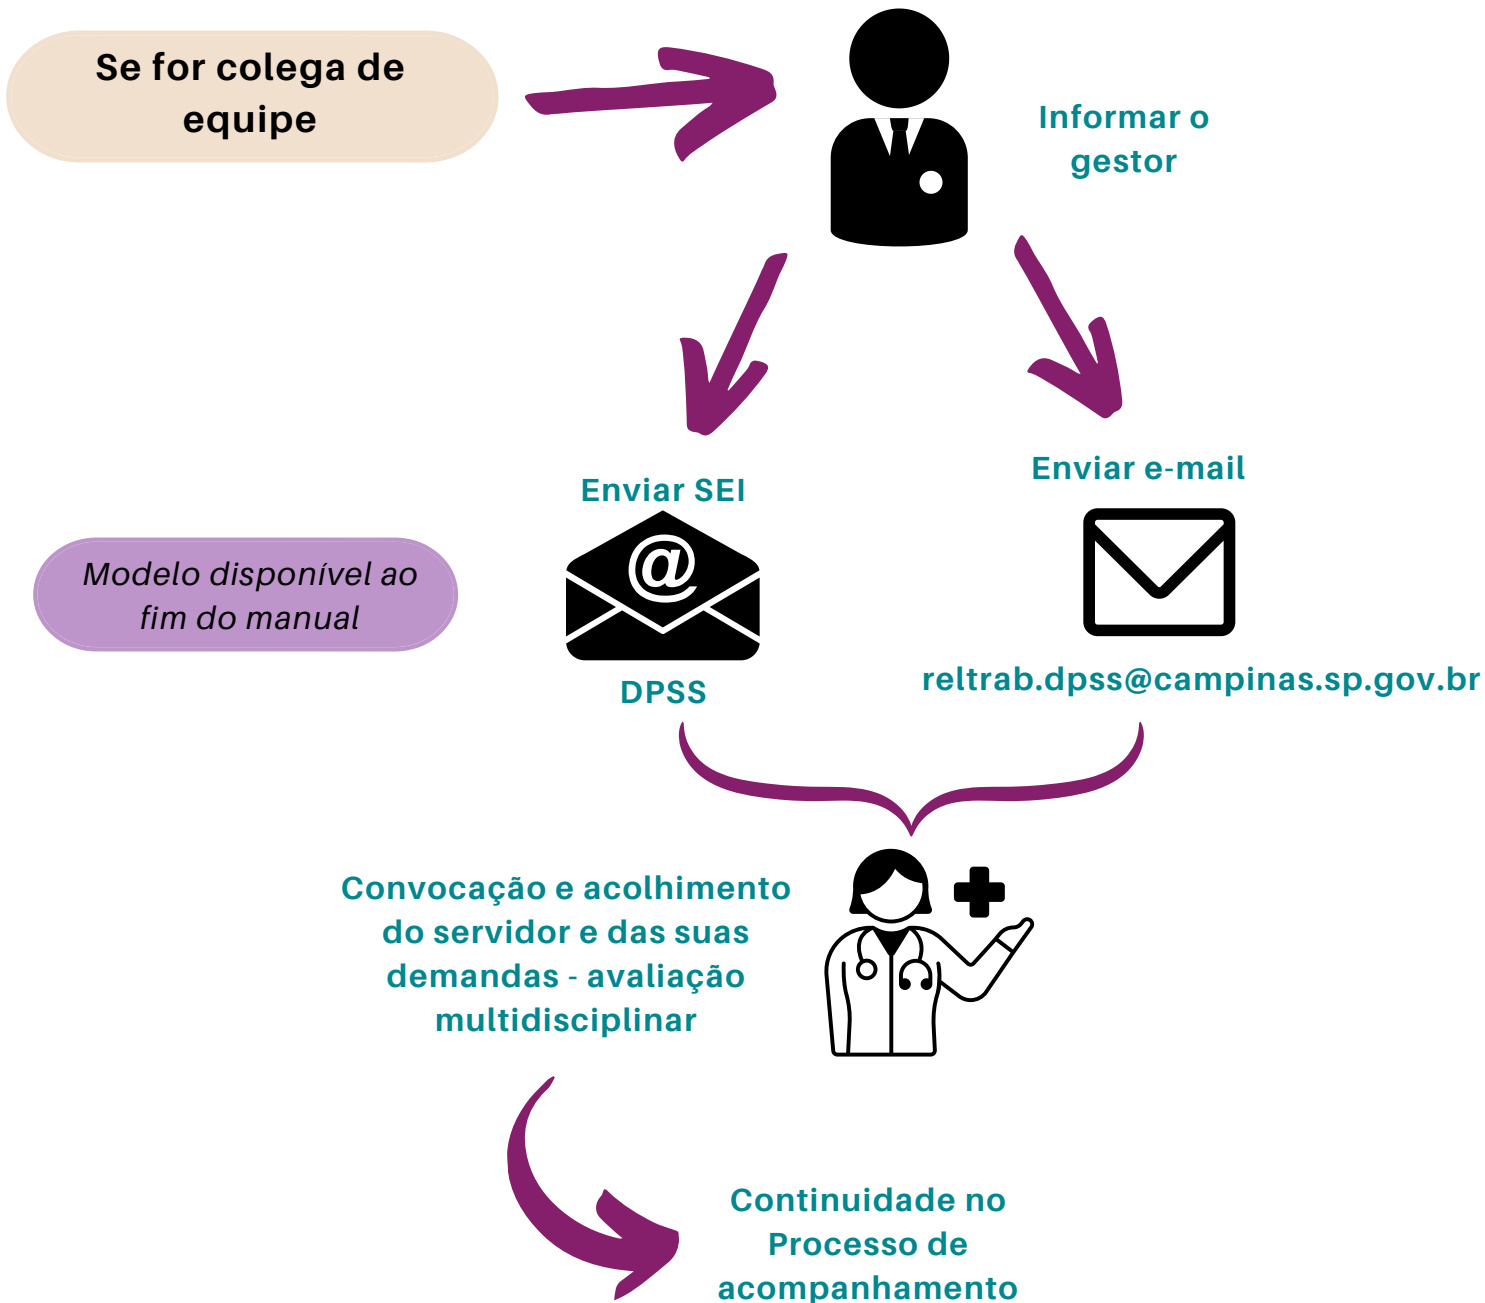 Se for colega de
equipe
Informar o
gestor
Enviar SEI
@
DPSS
Enviar e-mail
reltrab.dpss@campinas.sp.gov.br
Modelo disponível ao
fim do manual
Convocação e acolhimento
do servidor e das suas
demandas - avaliação
multidisciplinar
Continuidade no
Processo de
acompanhamento